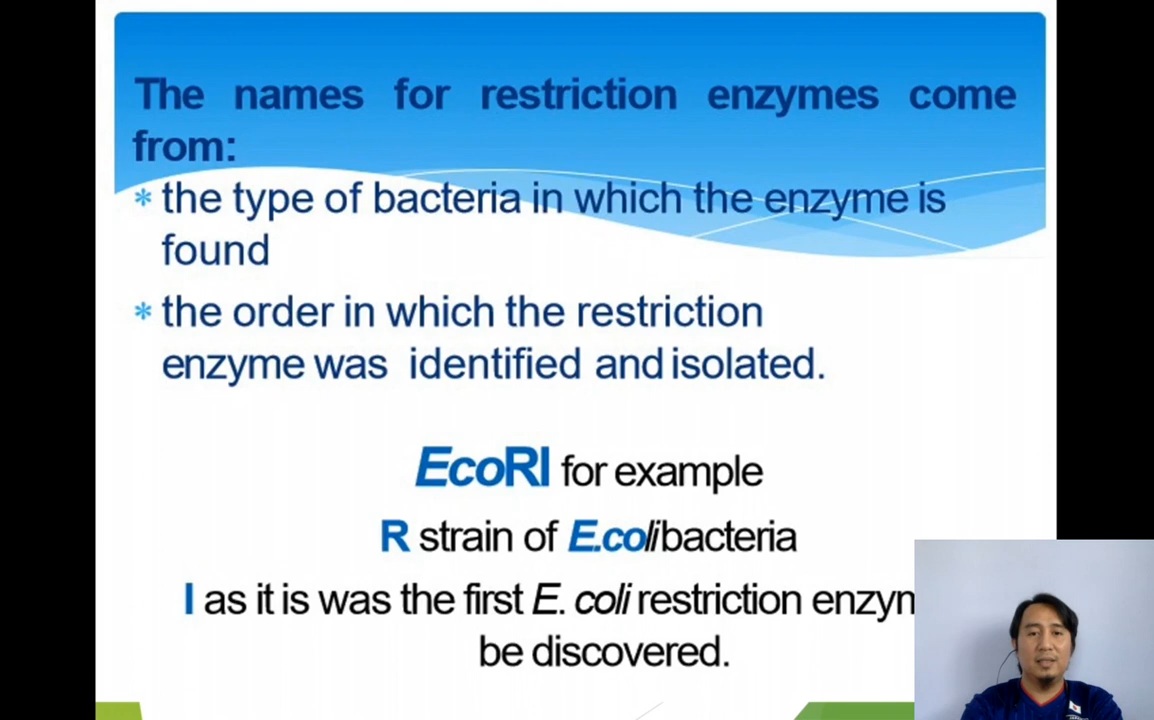 The names for restriction enzymes come
from:
* the type of bacteria in which the enzyme is
found
* the order in which the restriction
enzyme was identified and isolated.
EcoRI for example
R strain of E.coli bacteria
I as it is was the first E. coli restriction
be discovered.